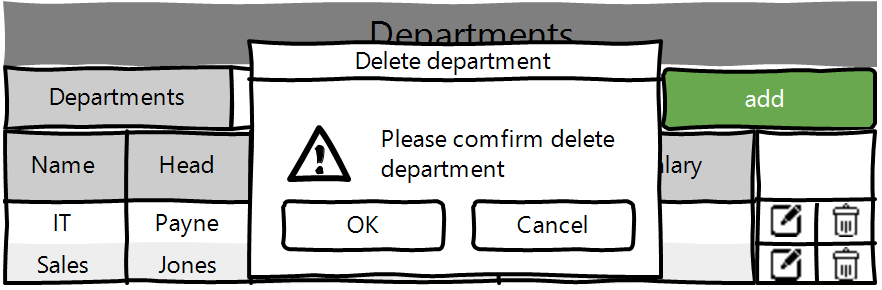 Departments
Delete department
Departments
add
Please comfirm delete
department
Name Head lary
IT Payne
OK Cancel
Sales Jones